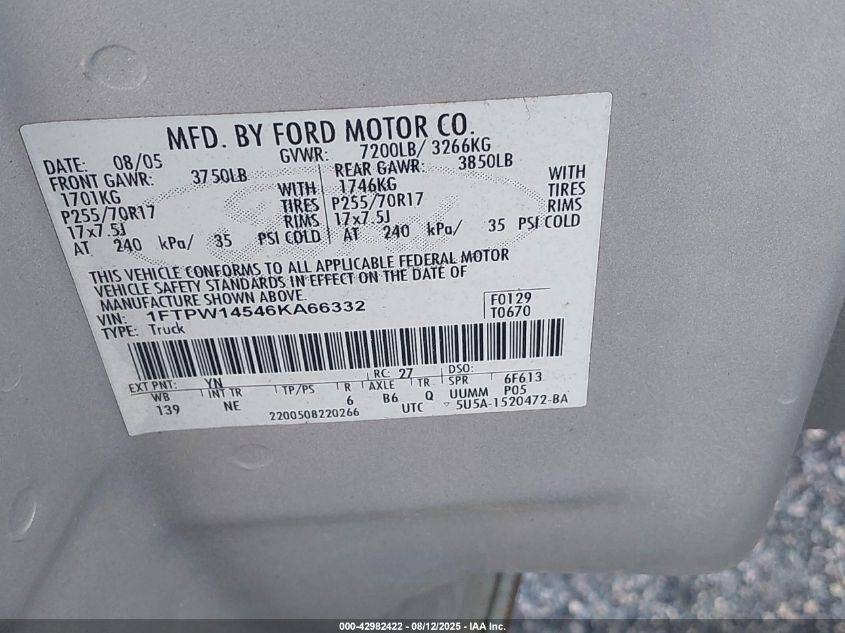 MFD. BY FORD MOTOR CO.
DATE: 08/05 GVWR: 7200LB/ 3266KG
FRONT GAWR: 3750LB REAR GAWR: 3850LB
1701KG WITH 1746KG WITH
P255/70R17 TIRES P255/70R17 TIRES
17x7.5J RIMS 17x7.5J RIMS
AT 240 kPa/ 35 PSI COLD AT 240 kPa/ 35 PSI COLD
THIS VEHICLE CONFORMS TO ALL APPLICABLE FEDERAL MOTOR
VEHICLE SAFETY STANDARDS IN EFFECT ON THE DATE OF
MANUFACTURE SHOWN ABOVE.
VIN: 1FTPW14546KA66332 F0129
TYPE: Truck T0670
EXT PNT: YN RC: 27 DSO:
WB INT TR TP/PS R AXLE TR SPR 6F613
139 NE 6 B6 Q UUMM P05
2200508220266 UTC ▽ 5U5A-1520472-BA
000-42982422 - 08/12/2025 - IAA Inc.